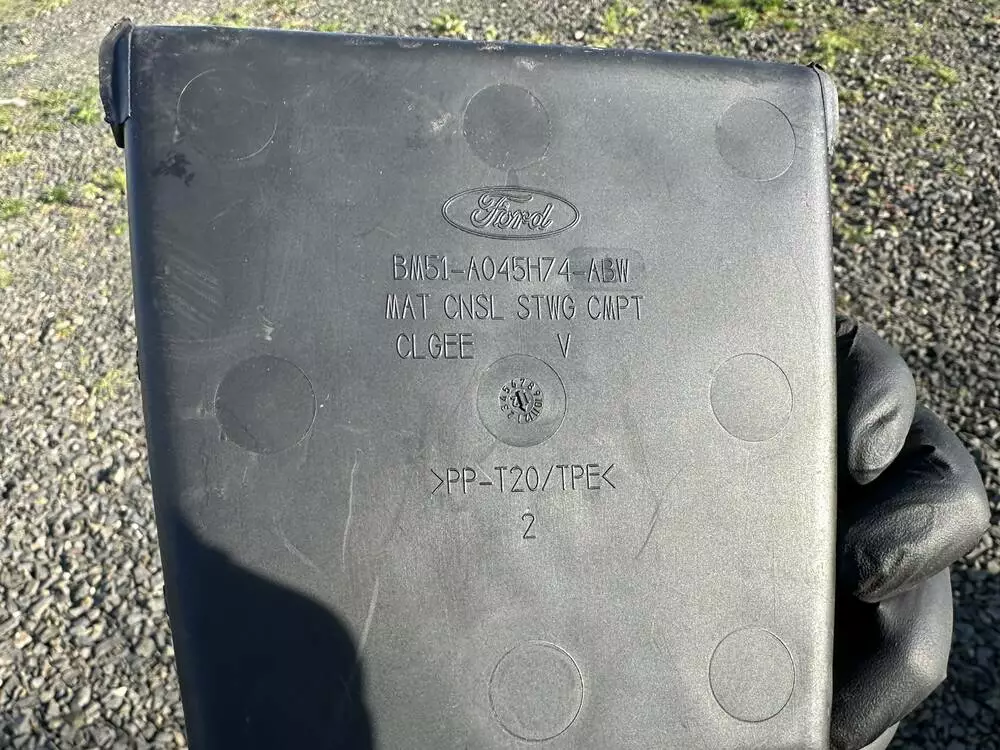 Ford
BM51-A045H74-ABW
MAT CNSL STWG CMPT
CLGEE V
>PP-T20/TPE<
2